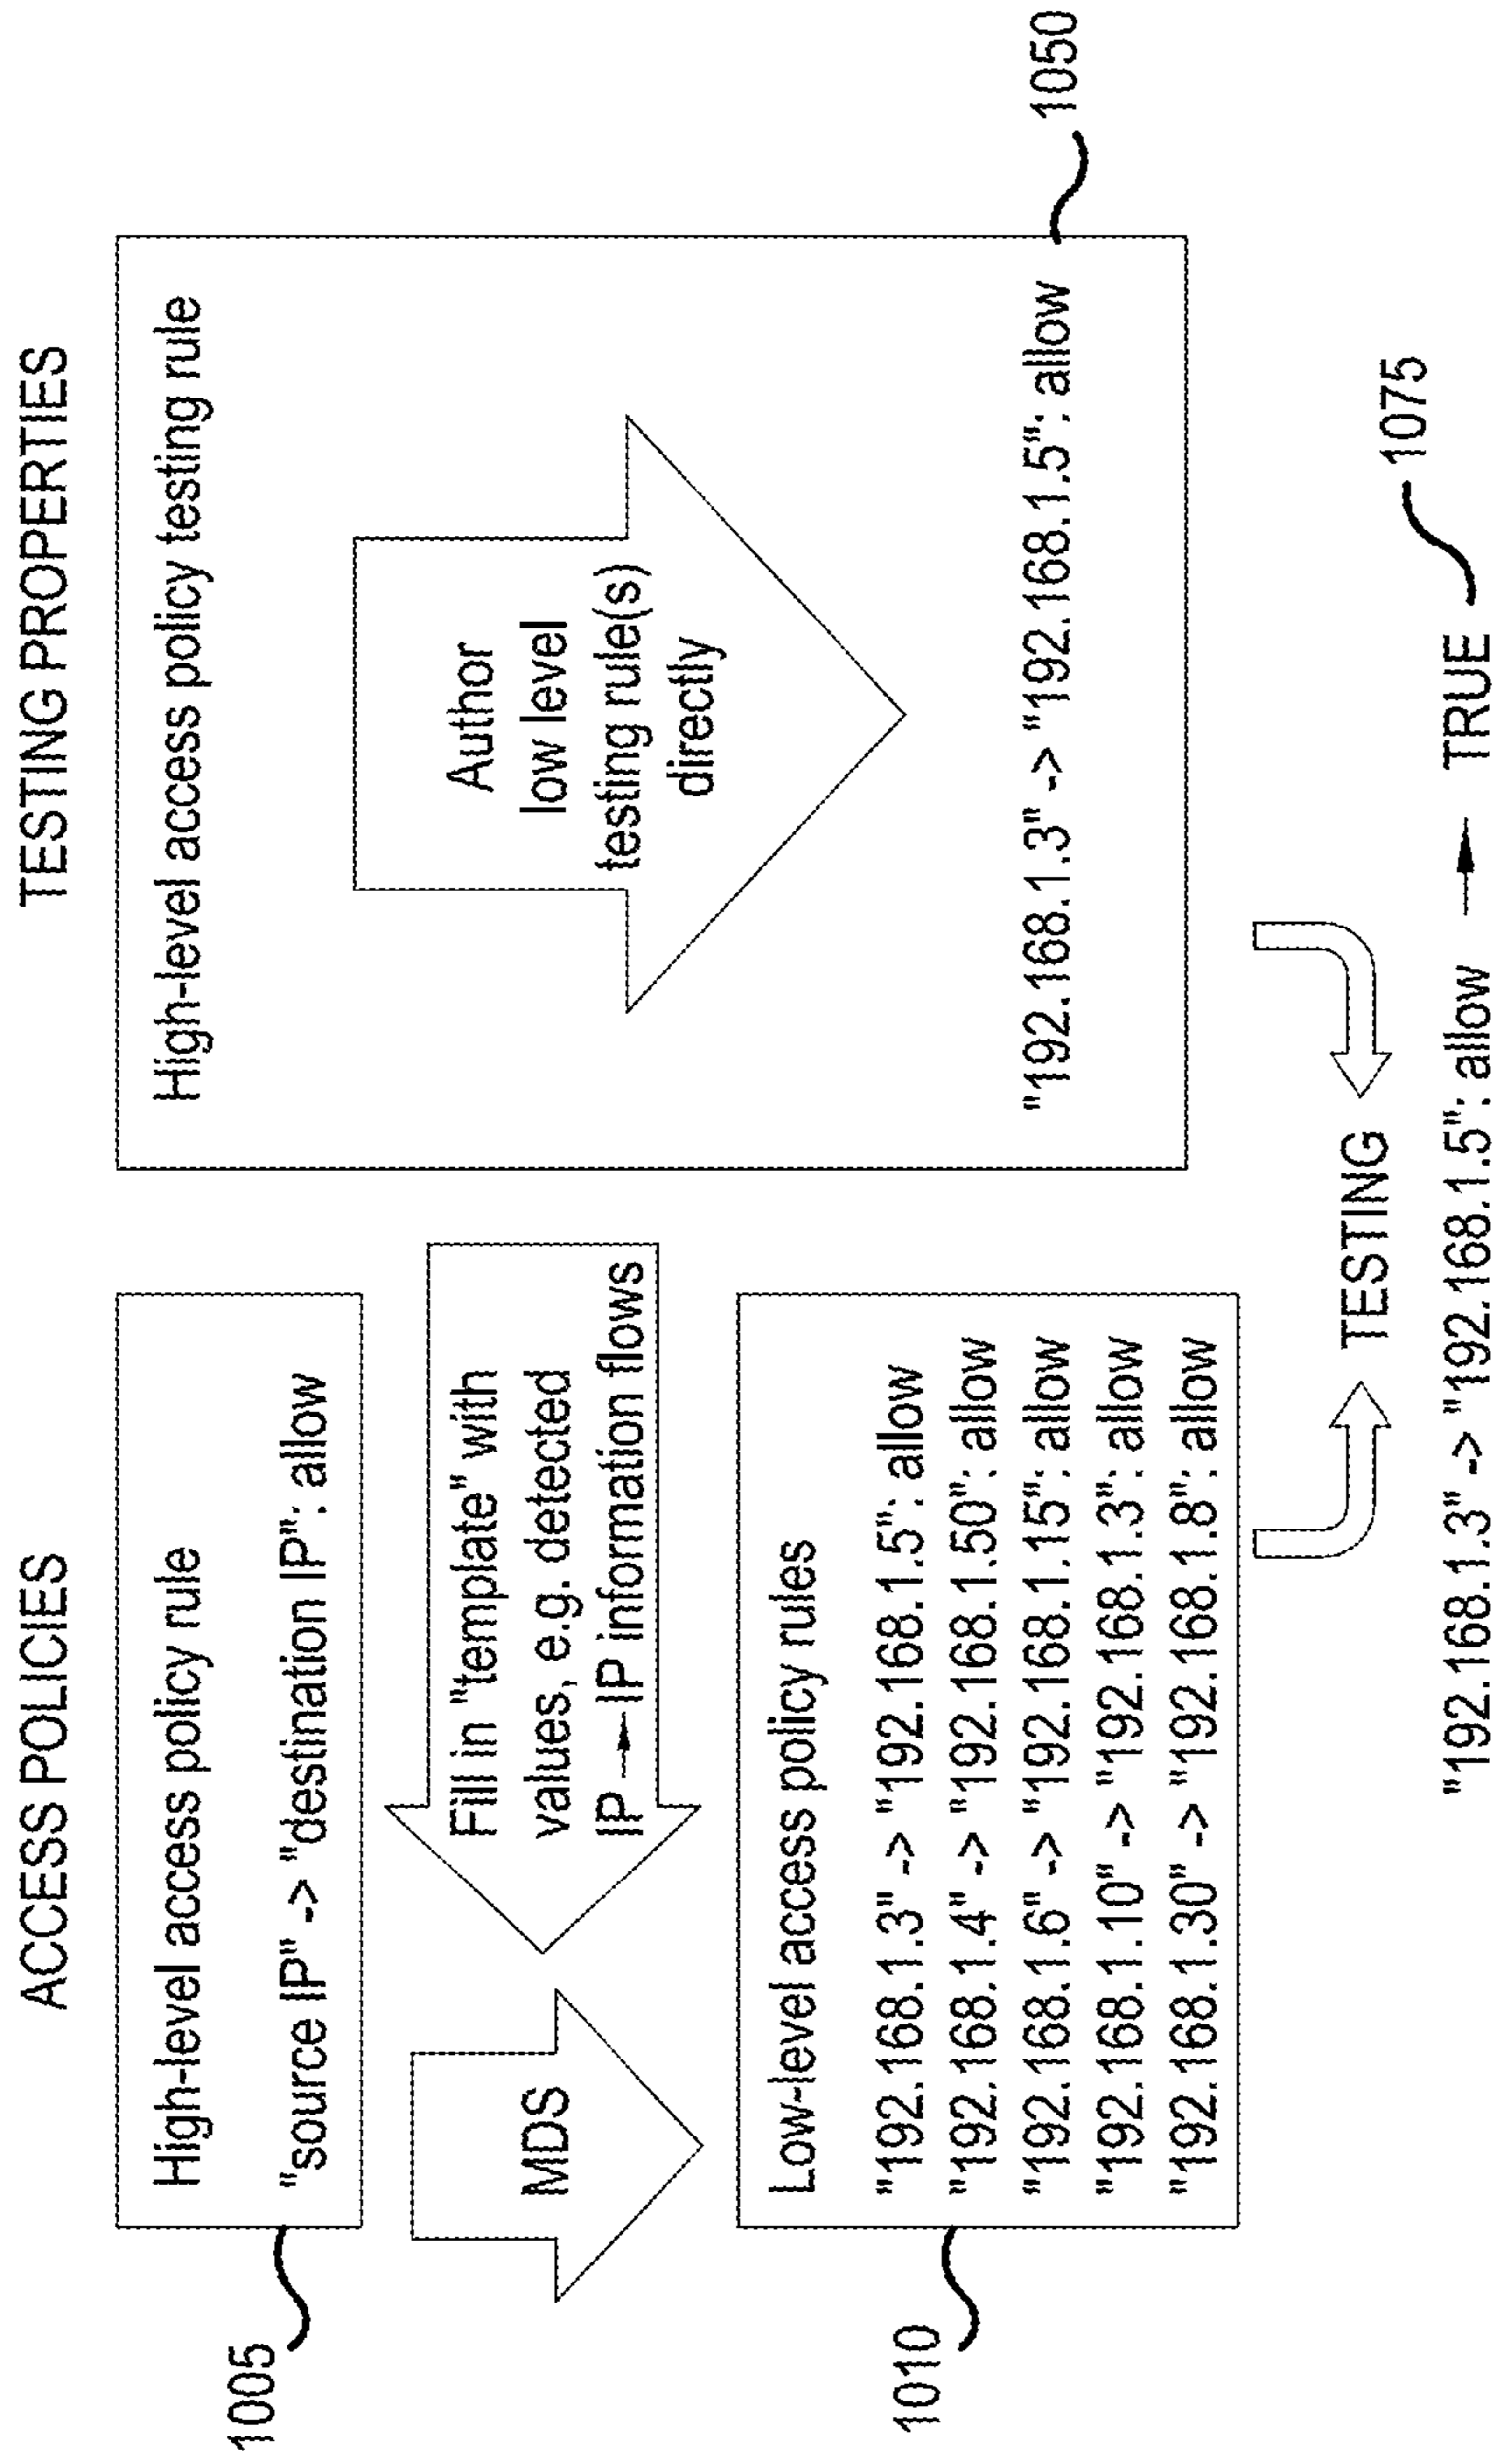 ACCESS POLICIES
High-level access policy rule
"source IP" -> "destination IP": allow
1005
MDS
Fill in "template" with
values, e.g. detected
IP → IP information flows
Low-level access policy rules
"192.168.1.3" -> "192.168.1.5": allow
"192.168.1.4" -> "192.168.1.50": allow
"192.168.1.6" -> "192.168.1.15": allow
"192.168.1.10" -> "192.168.1.3": allow
"192.168.1.30" -> "192.168.1.8": allow
1010
TESTING PROPERTIES
High-level access policy testing rule
Author
low level
testing rule(s)
directly
"192.168.1.3" -> "192.168.1.5": allow
1050
TESTING
"192.168.1.3" -> "192.168.1.5": allow → TRUE
1075